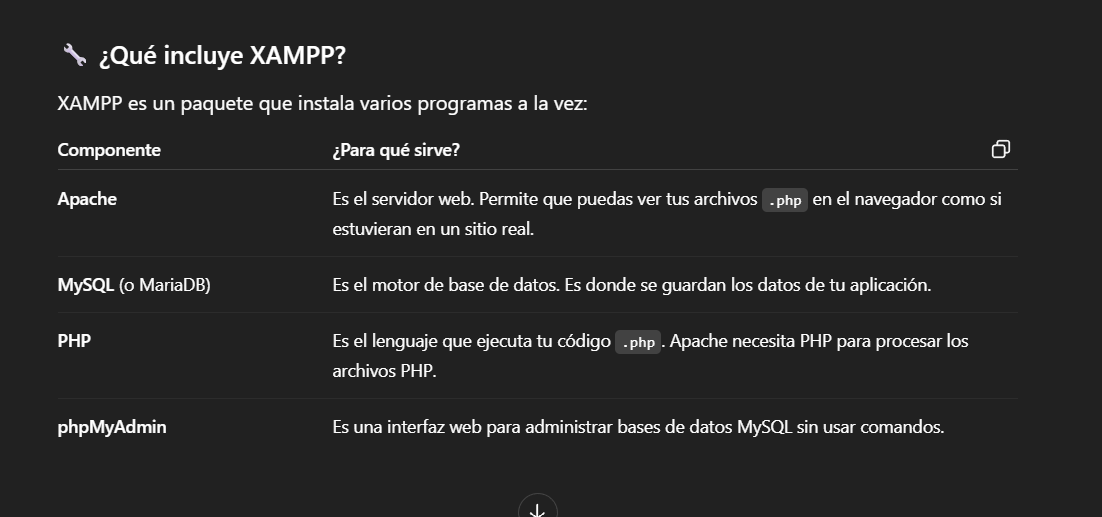 🔧 ¿Qué incluye XAMPP?
XAMPP es un paquete que instala varios programas a la vez:
Componente ¿Para qué sirve?
Apache Es el servidor web. Permite que puedas ver tus archivos .php en el navegador como si
estuvieran en un sitio real.
MySQL (o MariaDB) Es el motor de base de datos. Es donde se guardan los datos de tu aplicación.
PHP Es el lenguaje que ejecuta tu código .php. Apache necesita PHP para procesar los
archivos PHP.
phpMyAdmin Es una interfaz web para administrar bases de datos MySQL sin usar comandos.